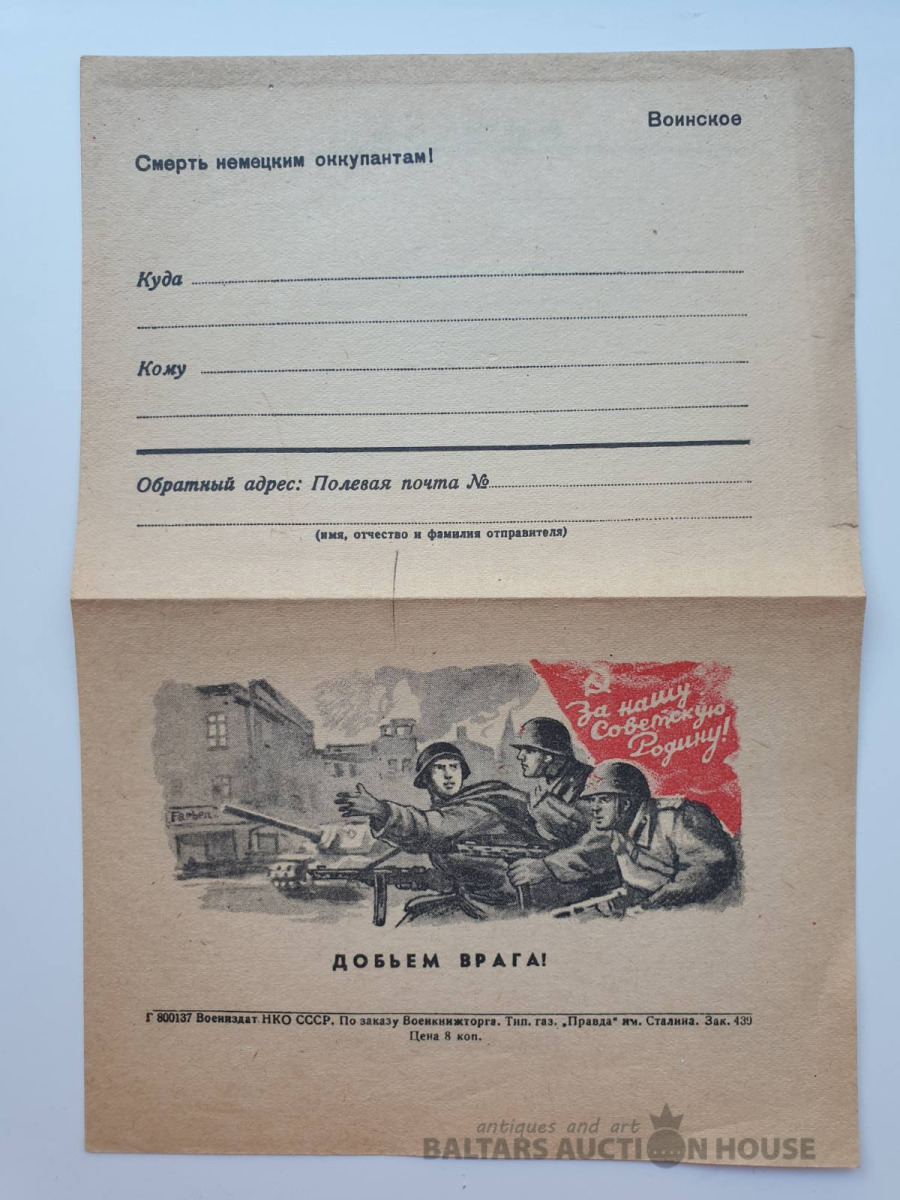 Воинское
Смерть немецким оккупантам!
Куда
Кому
Обратный адрес: Полевая почта №
(имя, отчество и фамилия отправителя)
За нашу
Советскую
Родину!
Farben
ДОБЬЕМ ВРАГА!
Г 800137 Воениздат НКО СССР. По заказу Военкнижторга. Тип. газ. „Правда“ им. Сталина. Зак. 439
Цена 8 коп.
antiques and art
BALTARS AUCTION HOUSE